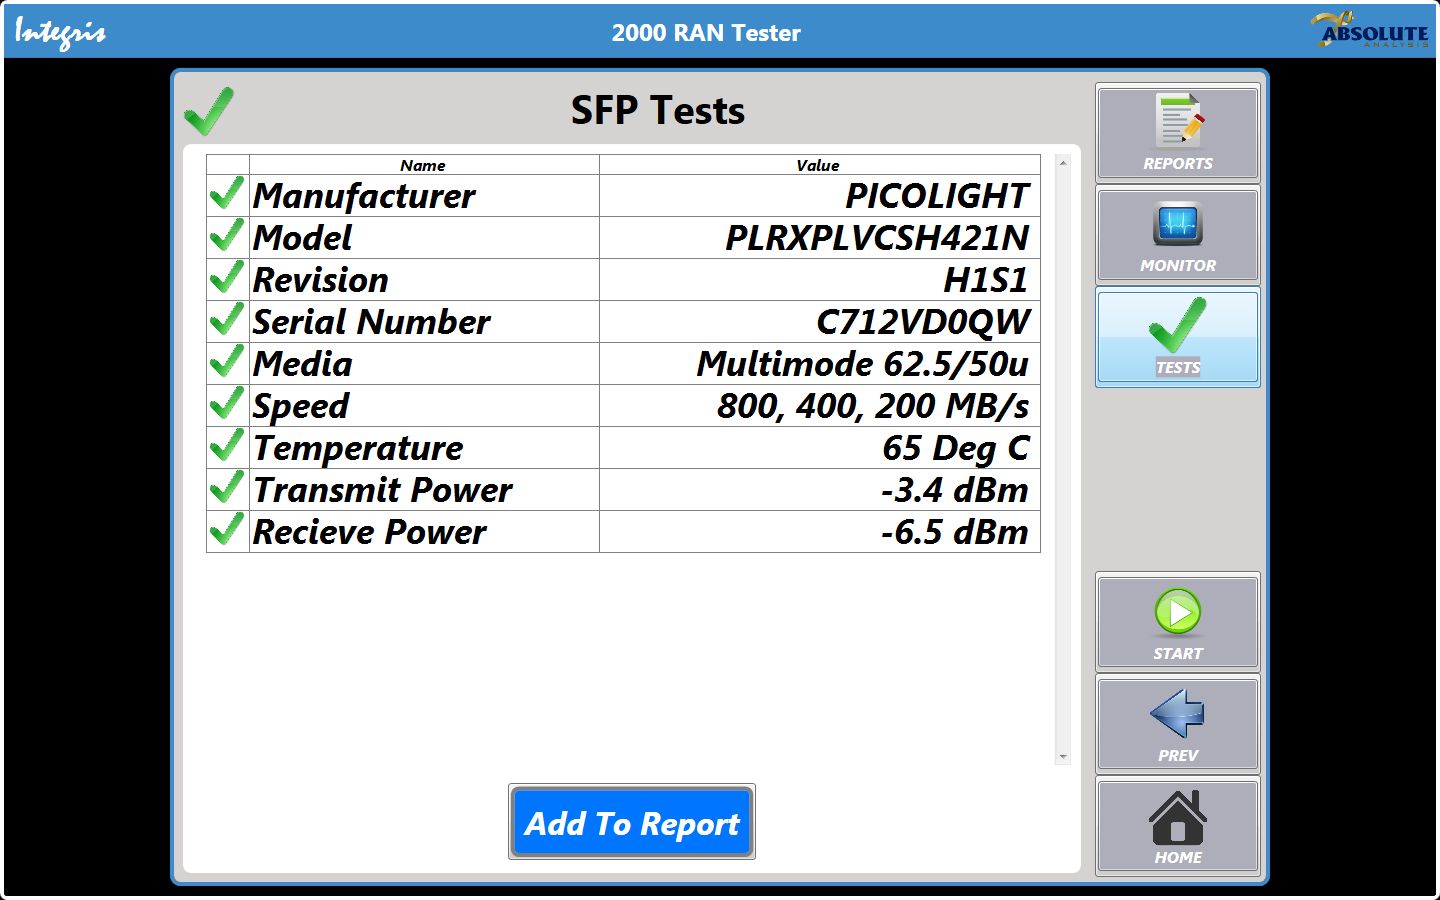 Integris
2000 RAN Tester
ABSOLUTE
ANALYSIS
SFP Tests
Name Value
Manufacturer PICOLIGHT
Model PLRXPLVCSH421N
Revision H1S1
Serial Number C712VD0QW
Media Multimode 62.5/50u
Speed 800, 400, 200 MB/s
Temperature 65 Deg C
Transmit Power -3.4 dBm
Recieve Power -6.5 dBm
Add To Report
REPORTS
MONITOR
TESTS
START
PREV
HOME